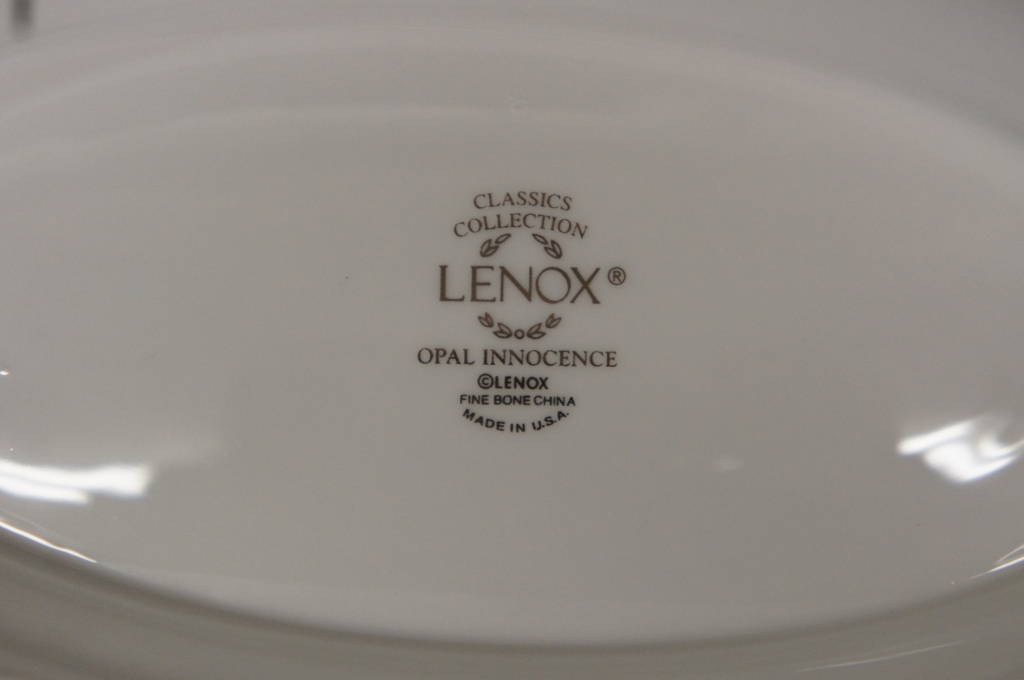 CLASSICS
COLLECTION
LENOX®
OPAL INNOCENCE
©LENOX
FINE BONE CHINA
MADE IN U.S.A.